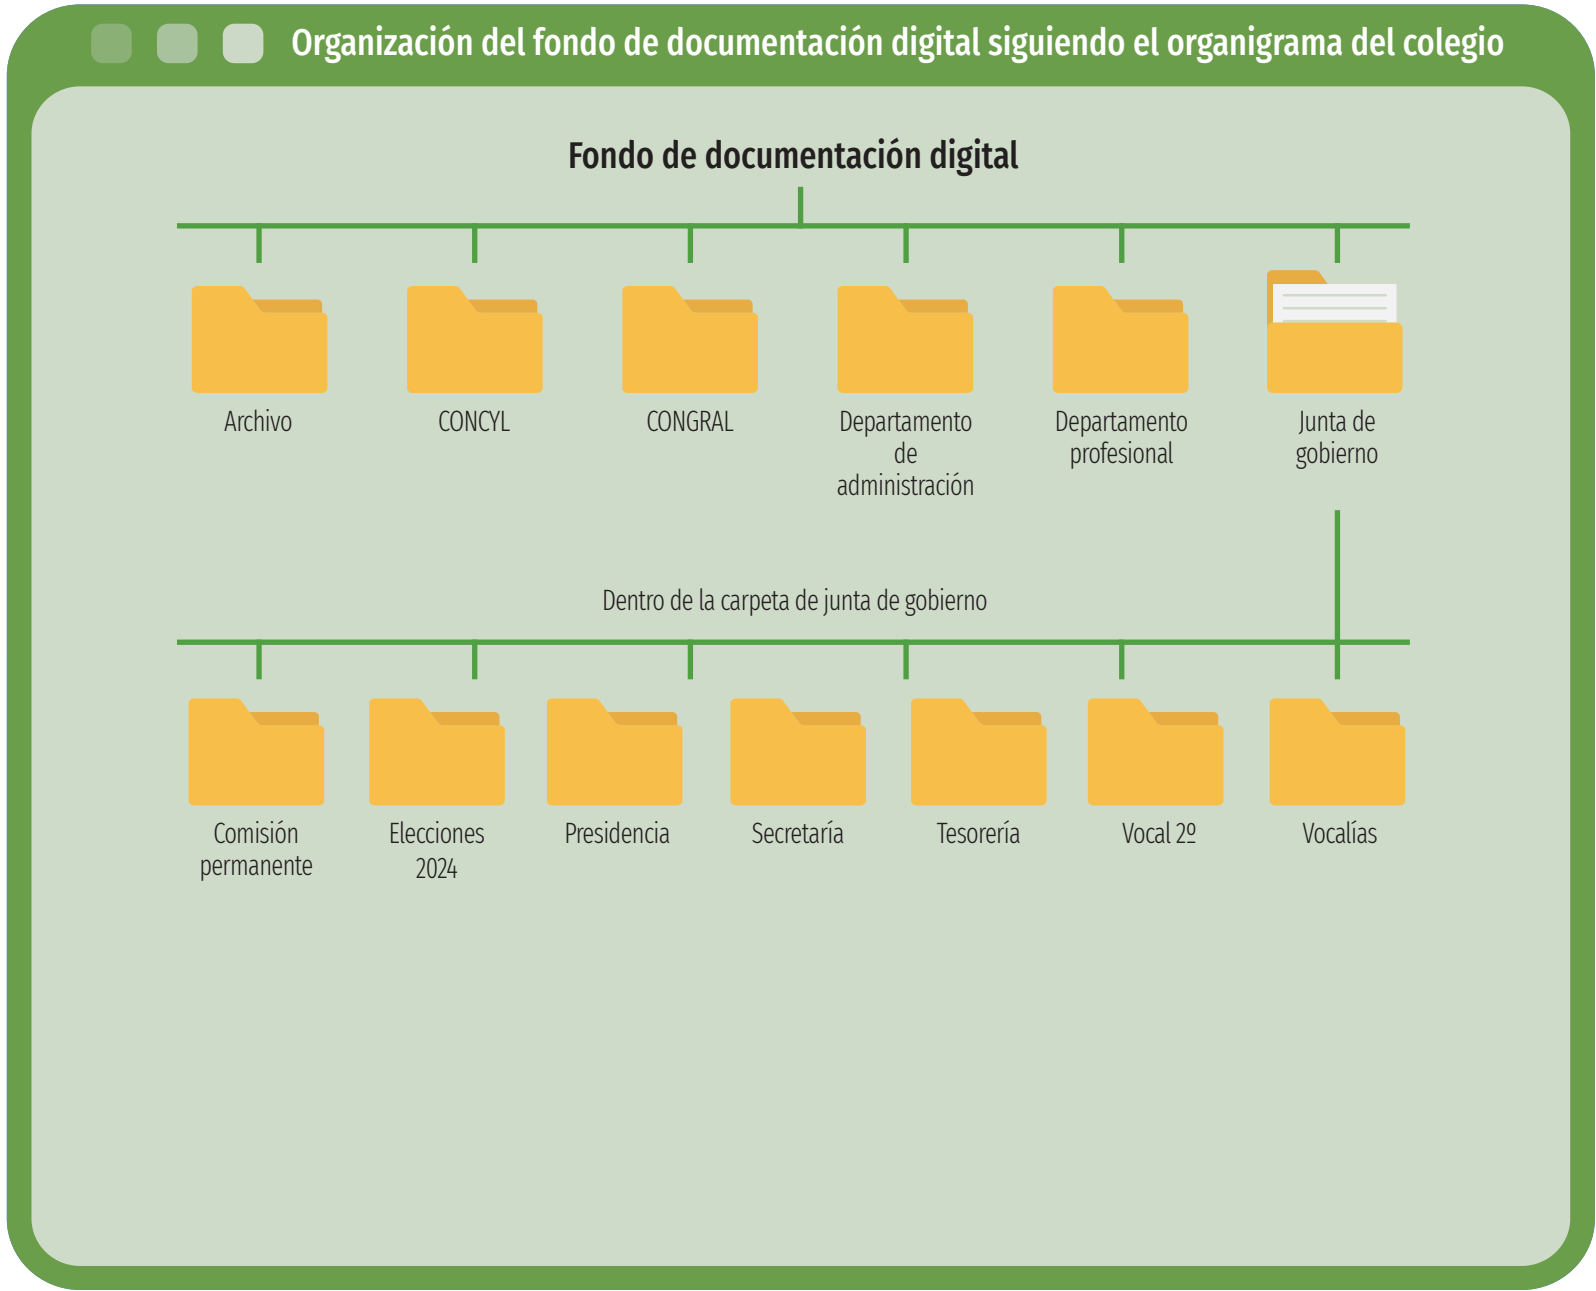 Organización del fondo de documentación digital siguiendo el organigrama del colegio
Fondo de documentación digital
Archivo
CONCYL
CONGRAL
Departamento
de
administración
Departamento
profesional
Junta de
gobierno
Dentro de la carpeta de junta de gobierno
Comisión
permanente
Elecciones
2024
Presidencia
Secretaría
Tesorería
Vocal 2º
Vocalías